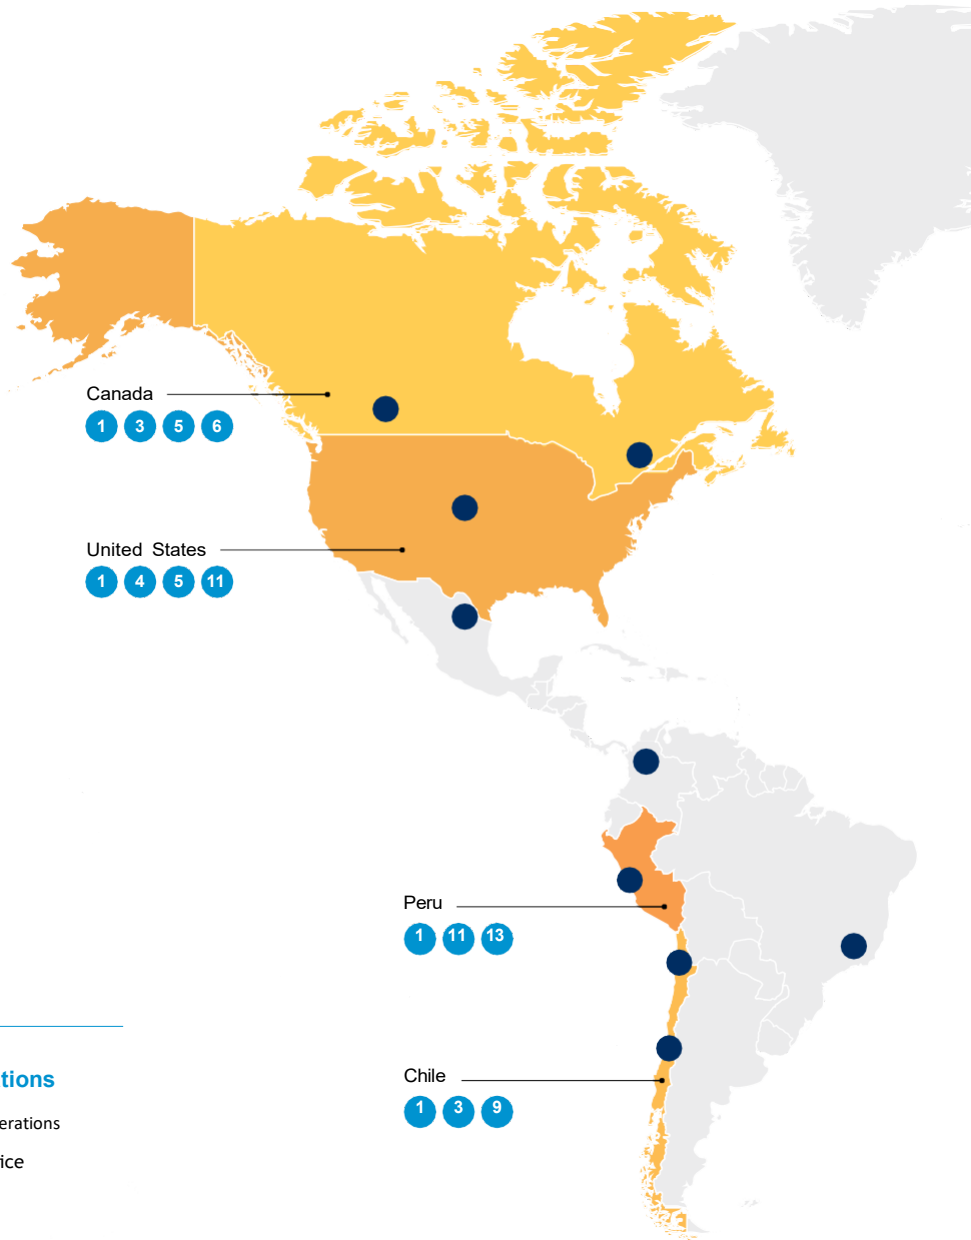 Canada
1 3 5 6
United States
1 4 5 11
Peru
1 11 13
tions
erations
ice
Chile
1 3 9